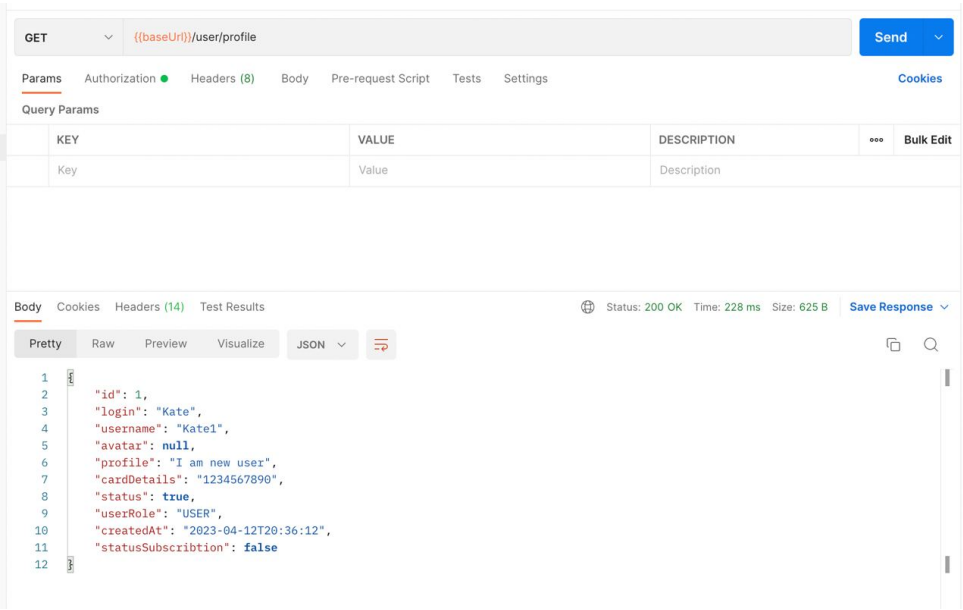 GET {{baseUrl}}/user/profile Send
Params Authorization Headers (8) Body Pre-request Script Tests Settings Cookies
Query Params
KEY VALUE DESCRIPTION ooo Bulk Edit
Key Value Description
Body Cookies Headers (14) Test Results Status: 200 OK Time: 228 ms Size: 625 B Save Response
Pretty Raw Preview Visualize JSON
1 {
2 "id": 1,
3 "login": "Kate",
4 "username": "Kate1",
5 "avatar": null,
6 "profile": "I am new user",
7 "cardDetails": "1234567890",
8 "status": true,
9 "userRole": "USER",
10 "createdAt": "2023-04-12T20:36:12",
11 "statusSubscribtion": false
12 }